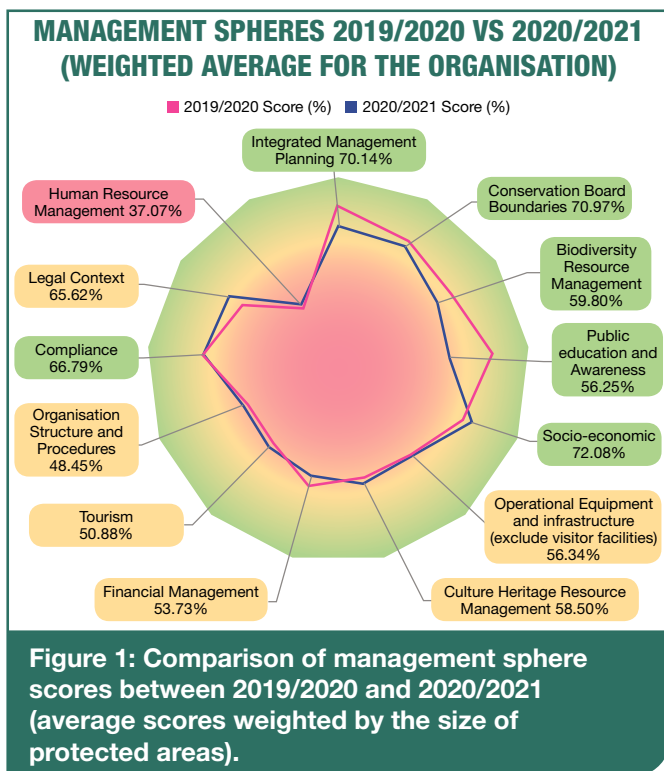 MANAGEMENT SPHERES 2019/2020 VS 2020/2021
(WEIGHTED AVERAGE FOR THE ORGANISATION)
2019/2020 Score (%) 2020/2021 Score (%)
Integrated Management
Planning 70.14%
Conservation Board
Boundaries 70.97%
Biodiversity
Resource
Management
59.80%
Public
education and
Awareness
56.25%
Socio-economic
72.08%
Operational Equipment
and infrastructure
(exclude visitor facilities)
56.34%
Culture Heritage Resource
Management 58.50%
Financial Management
53.73%
Tourism
50.88%
Organisation
Structure and
Procedures
48.45%
Compliance
66.79%
Legal Context
65.62%
Human Resource
Management 37.07%
Figure 1: Comparison of management sphere
scores between 2019/2020 and 2020/2021
(average scores weighted by the size of
protected areas).